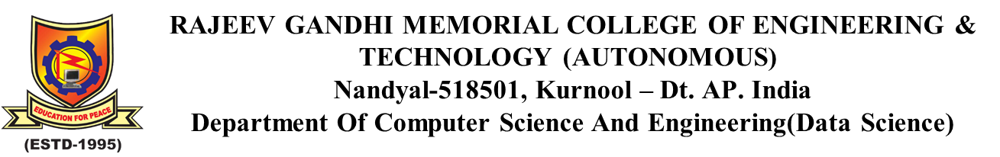 RAJEEV GANDHI MEMORIAL COLLEGE OF ENGINEERING &
TECHNOLOGY (AUTONOMOUS)
Nandyal-518501, Kurnool – Dt. AP. India
Department Of Computer Science And Engineering(Data Science)
EDUCATION FOR PEACE
(ESTD-1995)